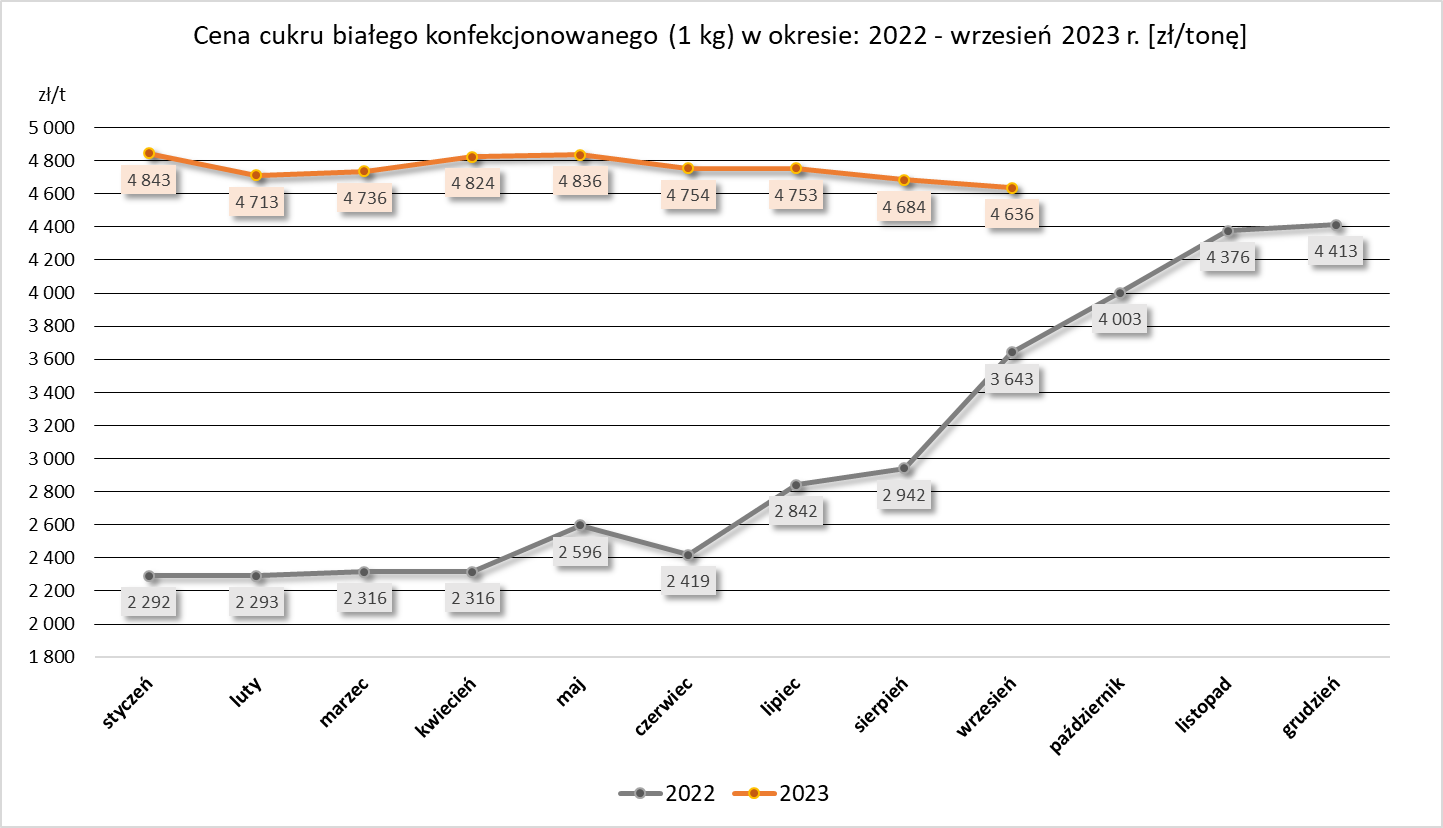 Cena cukru białego konfekcjonowanego (1 kg) w okresie: 2022 - wrzesień 2023 r. [zł/tonę]
zł/t
5 000
4 800
4 600
4 400
4 200
4 000
3 800
3 600
3 400
3 200
3 000
2 800
2 600
2 400
2 200
2 000
1 800
4 843
4 713
4 736
4 824
4 836
4 754
4 753
4 684
4 636
2 292
2 293
2 316
2 316
2 596
2 419
2 842
2 942
3 643
4 003
4 376
4 413
styczeń
luty
marzec
kwiecień
maj
czerwiec
lipiec
sierpień
wrzesień
październik
listopad
grudzień
2022
2023